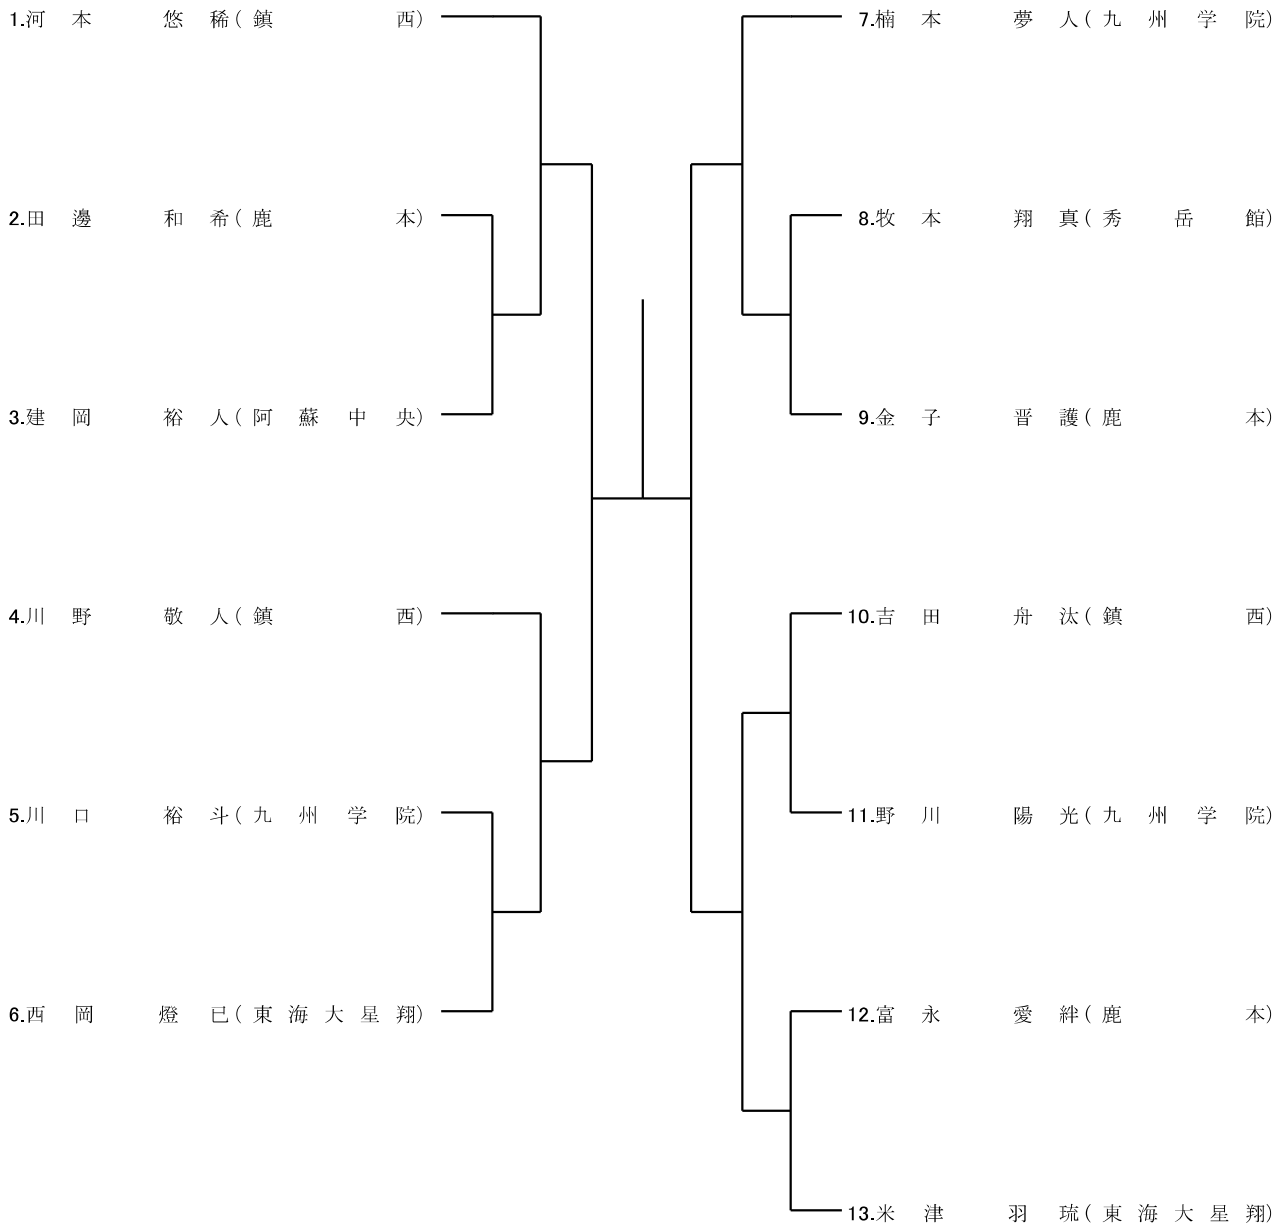 1.河本 悠稀(鎮西)
2.田邊 和希(鹿本)
3.建岡 裕人(阿蘇中央)
4.川野 敬人(鎮西)
5.川口 裕斗(九州学院)
6.西岡 燈已(東海大星翔)
7.楠本 夢人(九州学院)
8.牧本 翔真(秀岳館)
9.金子 晋護(鹿本)
10.吉田 舟汰(鎮西)
11.野川 陽光(九州学院)
12.富永 愛絆(鹿本)
13.米津 羽琉(東海大星翔)